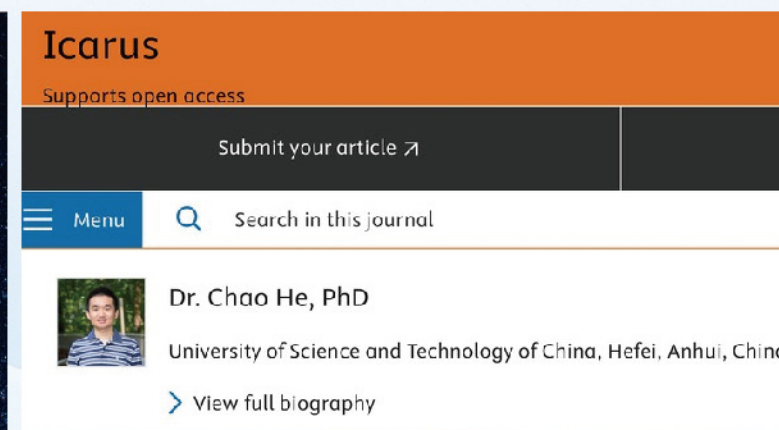 Icarus
Supports open access
Submit your article ↗
Menu
Search in this journal
Dr. Chao He, PhD
University of Science and Technology of China, Hefei, Anhui, China
View full biography